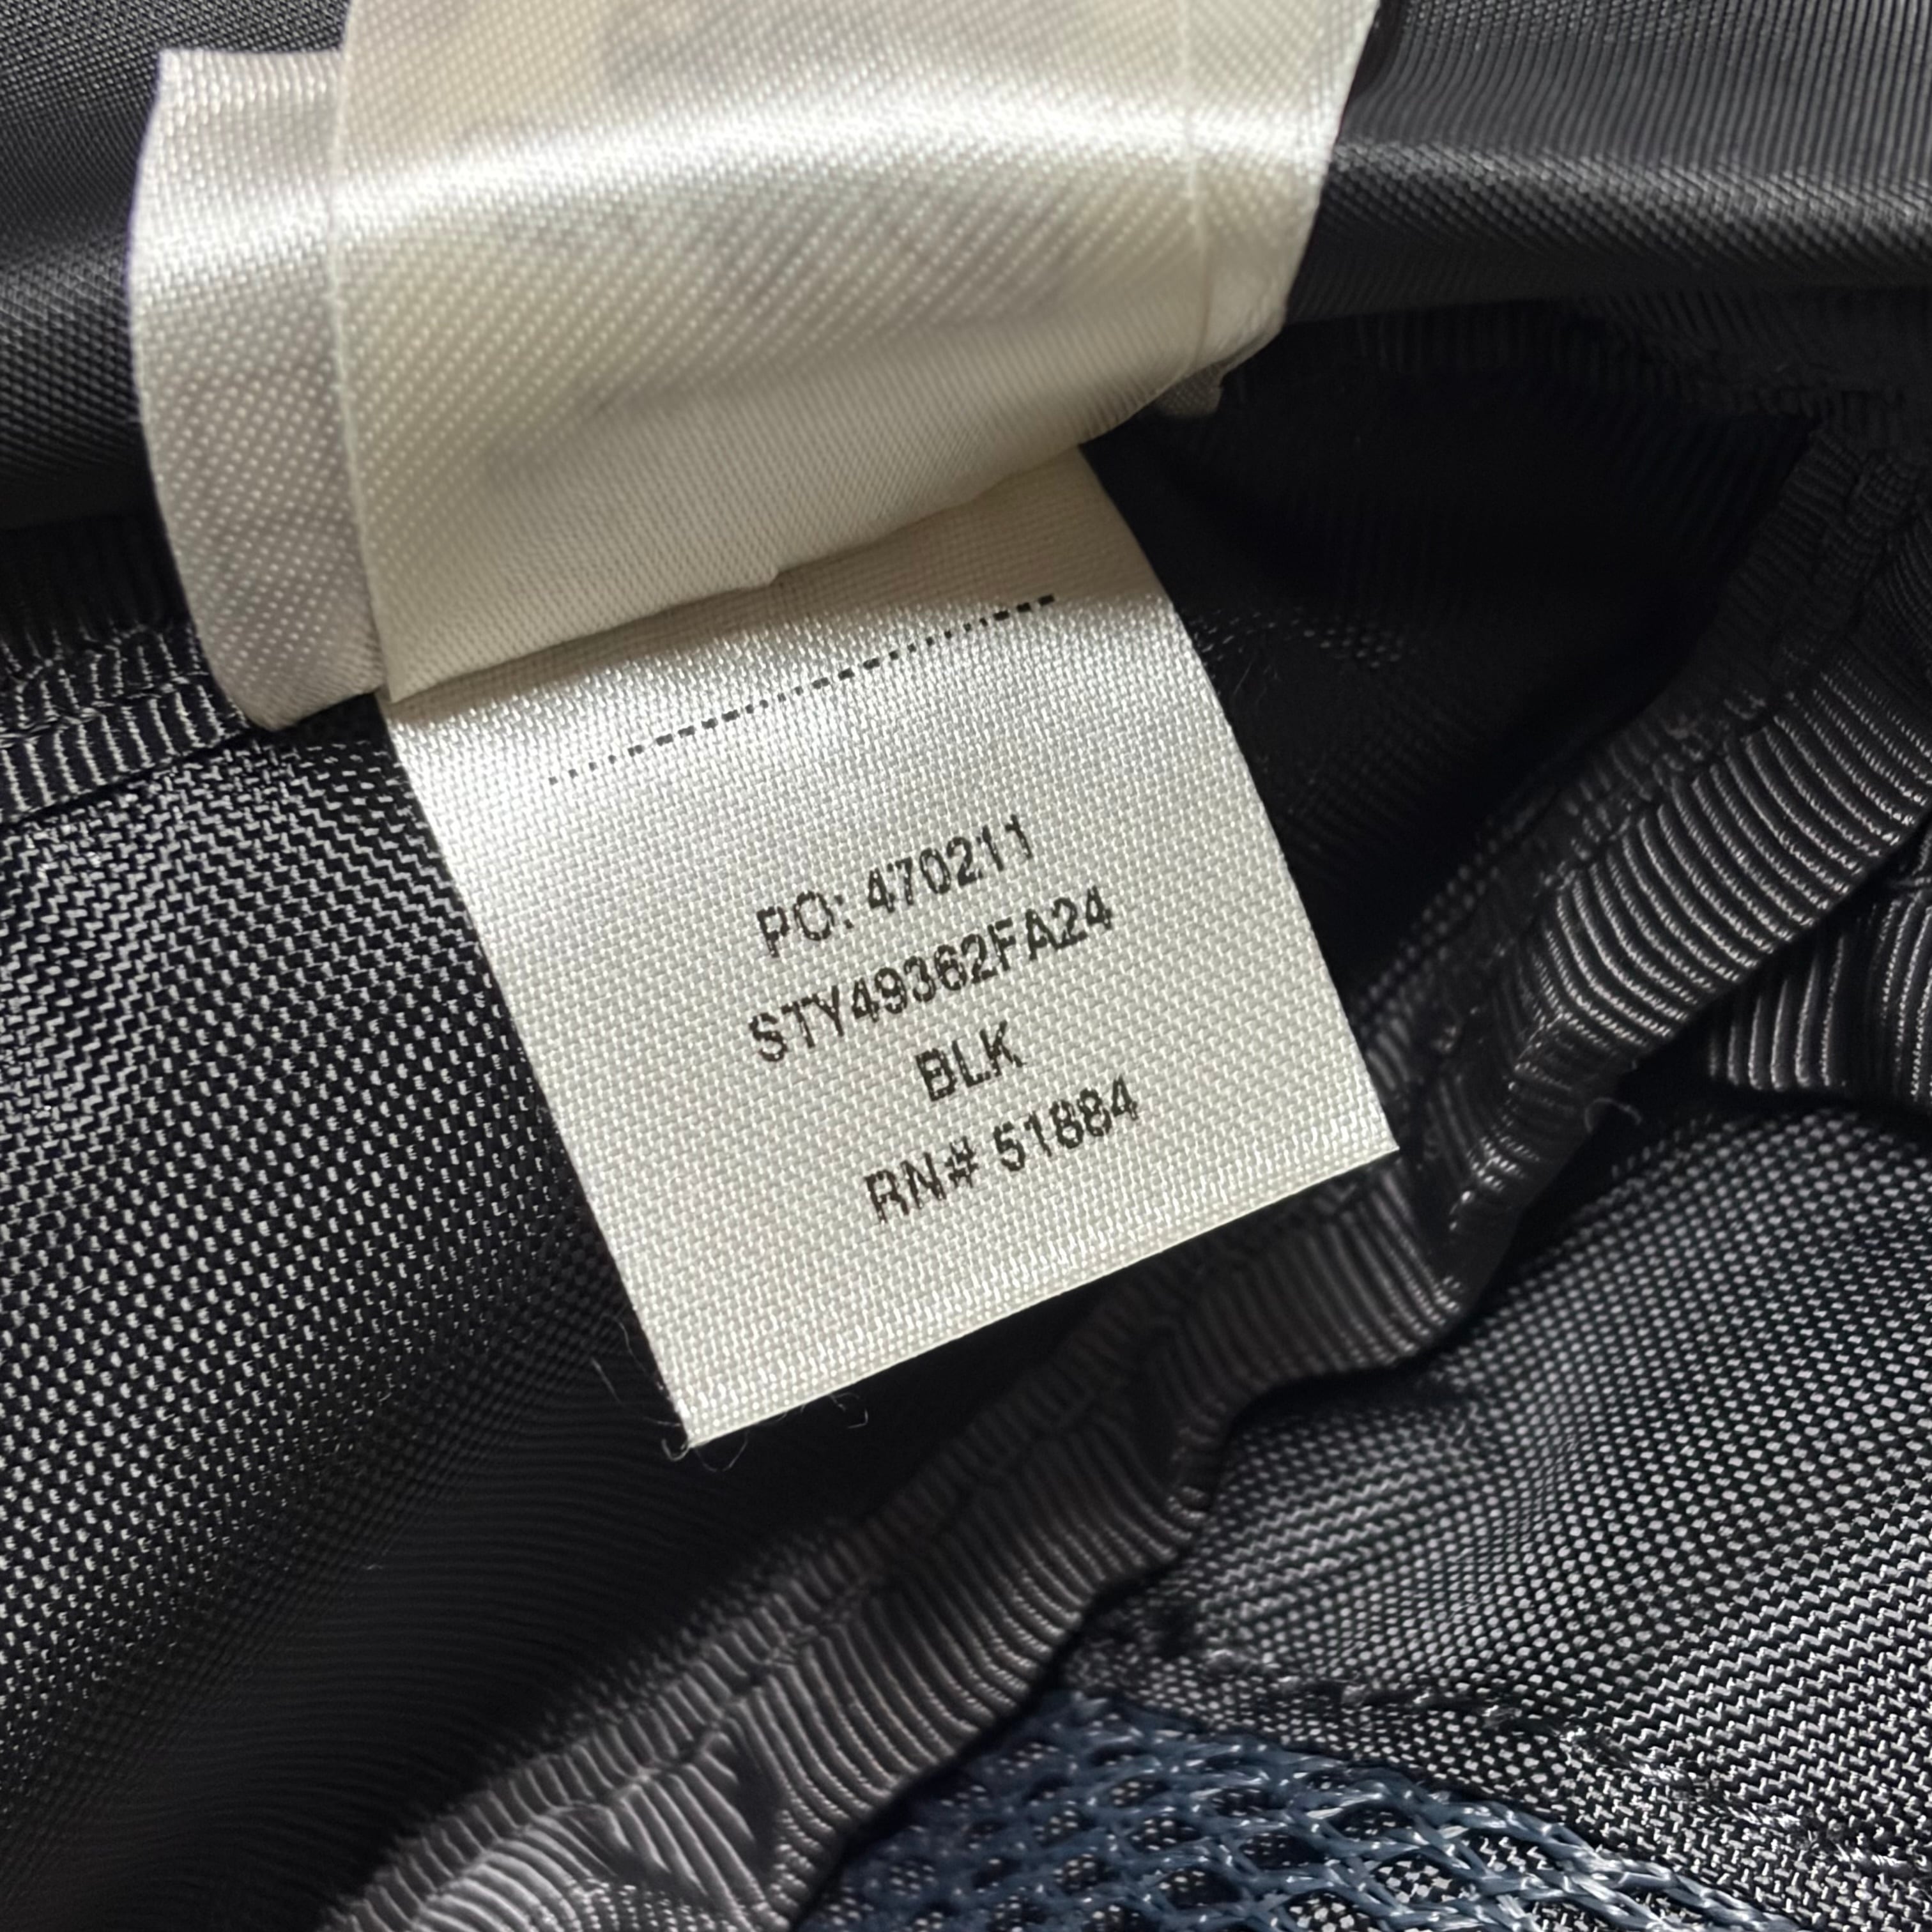 PO: 470211
STY49362FA24
BLK
RN# 51884